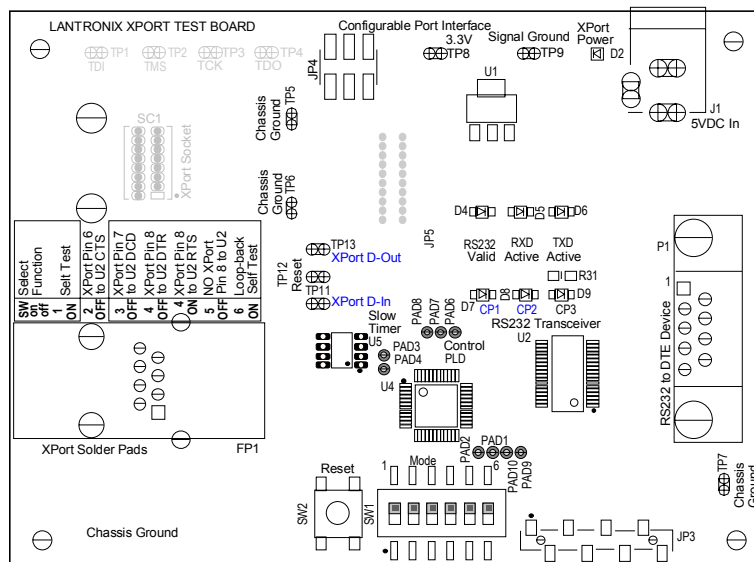 LANTRONIX XPORT TEST BOARD
Configurable Port Interface
3.3V
TP8
Signal Ground
TP9
XPort
Power
D2
TP1
TDI
TP2
TMS
TP3
TCK
TP4
TDO
JP4
U1
J1
5VDC In
Chassis
Ground
TP5
SC1
XPort Socket
Chassis
Ground
TP6
JP5
D4
D5
D6
RS232
Valid
RXD
Active
TXD
Active
R31
P1
1
RS232 to DTE Device
TP13
XPort D-Out
TP12
Reset
TP11
XPort D-In
D7
CP1
D8
CP2
D9
CP3
RS232 Transceiver
U2
SW Select Function
on
off
1 Selt Test
ON
2 XPort Pin 6
OFF to U2 CTS
3 XPort Pin 7
OFF to U2 DCD
4 XPort Pin 8
OFF to U2 DTR
4 XPort Pin 8
ON to U2 RTS
5 NO XPort
OFF Pin 8 to U2
6 Loop-back
ON Self Test
Slow
Timer
U5
PAD8
PAD7
PAD6
PAD3
PAD4
Control
PLD
U4
PAD2
PAD1
PAD10
PAD9
XPort Solder Pads
FP1
Reset
SW2
Mode
1
6
SW1
TP7
Chassis
Ground
JP3
Chassis Ground